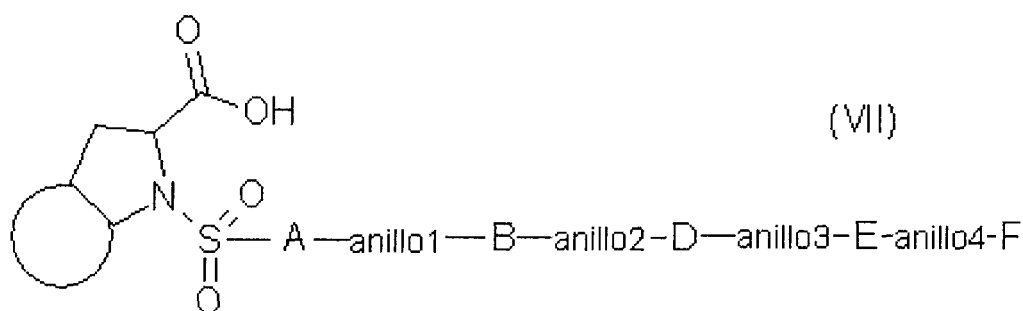 O
OH
(VII)
N
O
S—A—anillo1—B—anillo2—D—anillo3—E-anillo4-F
O